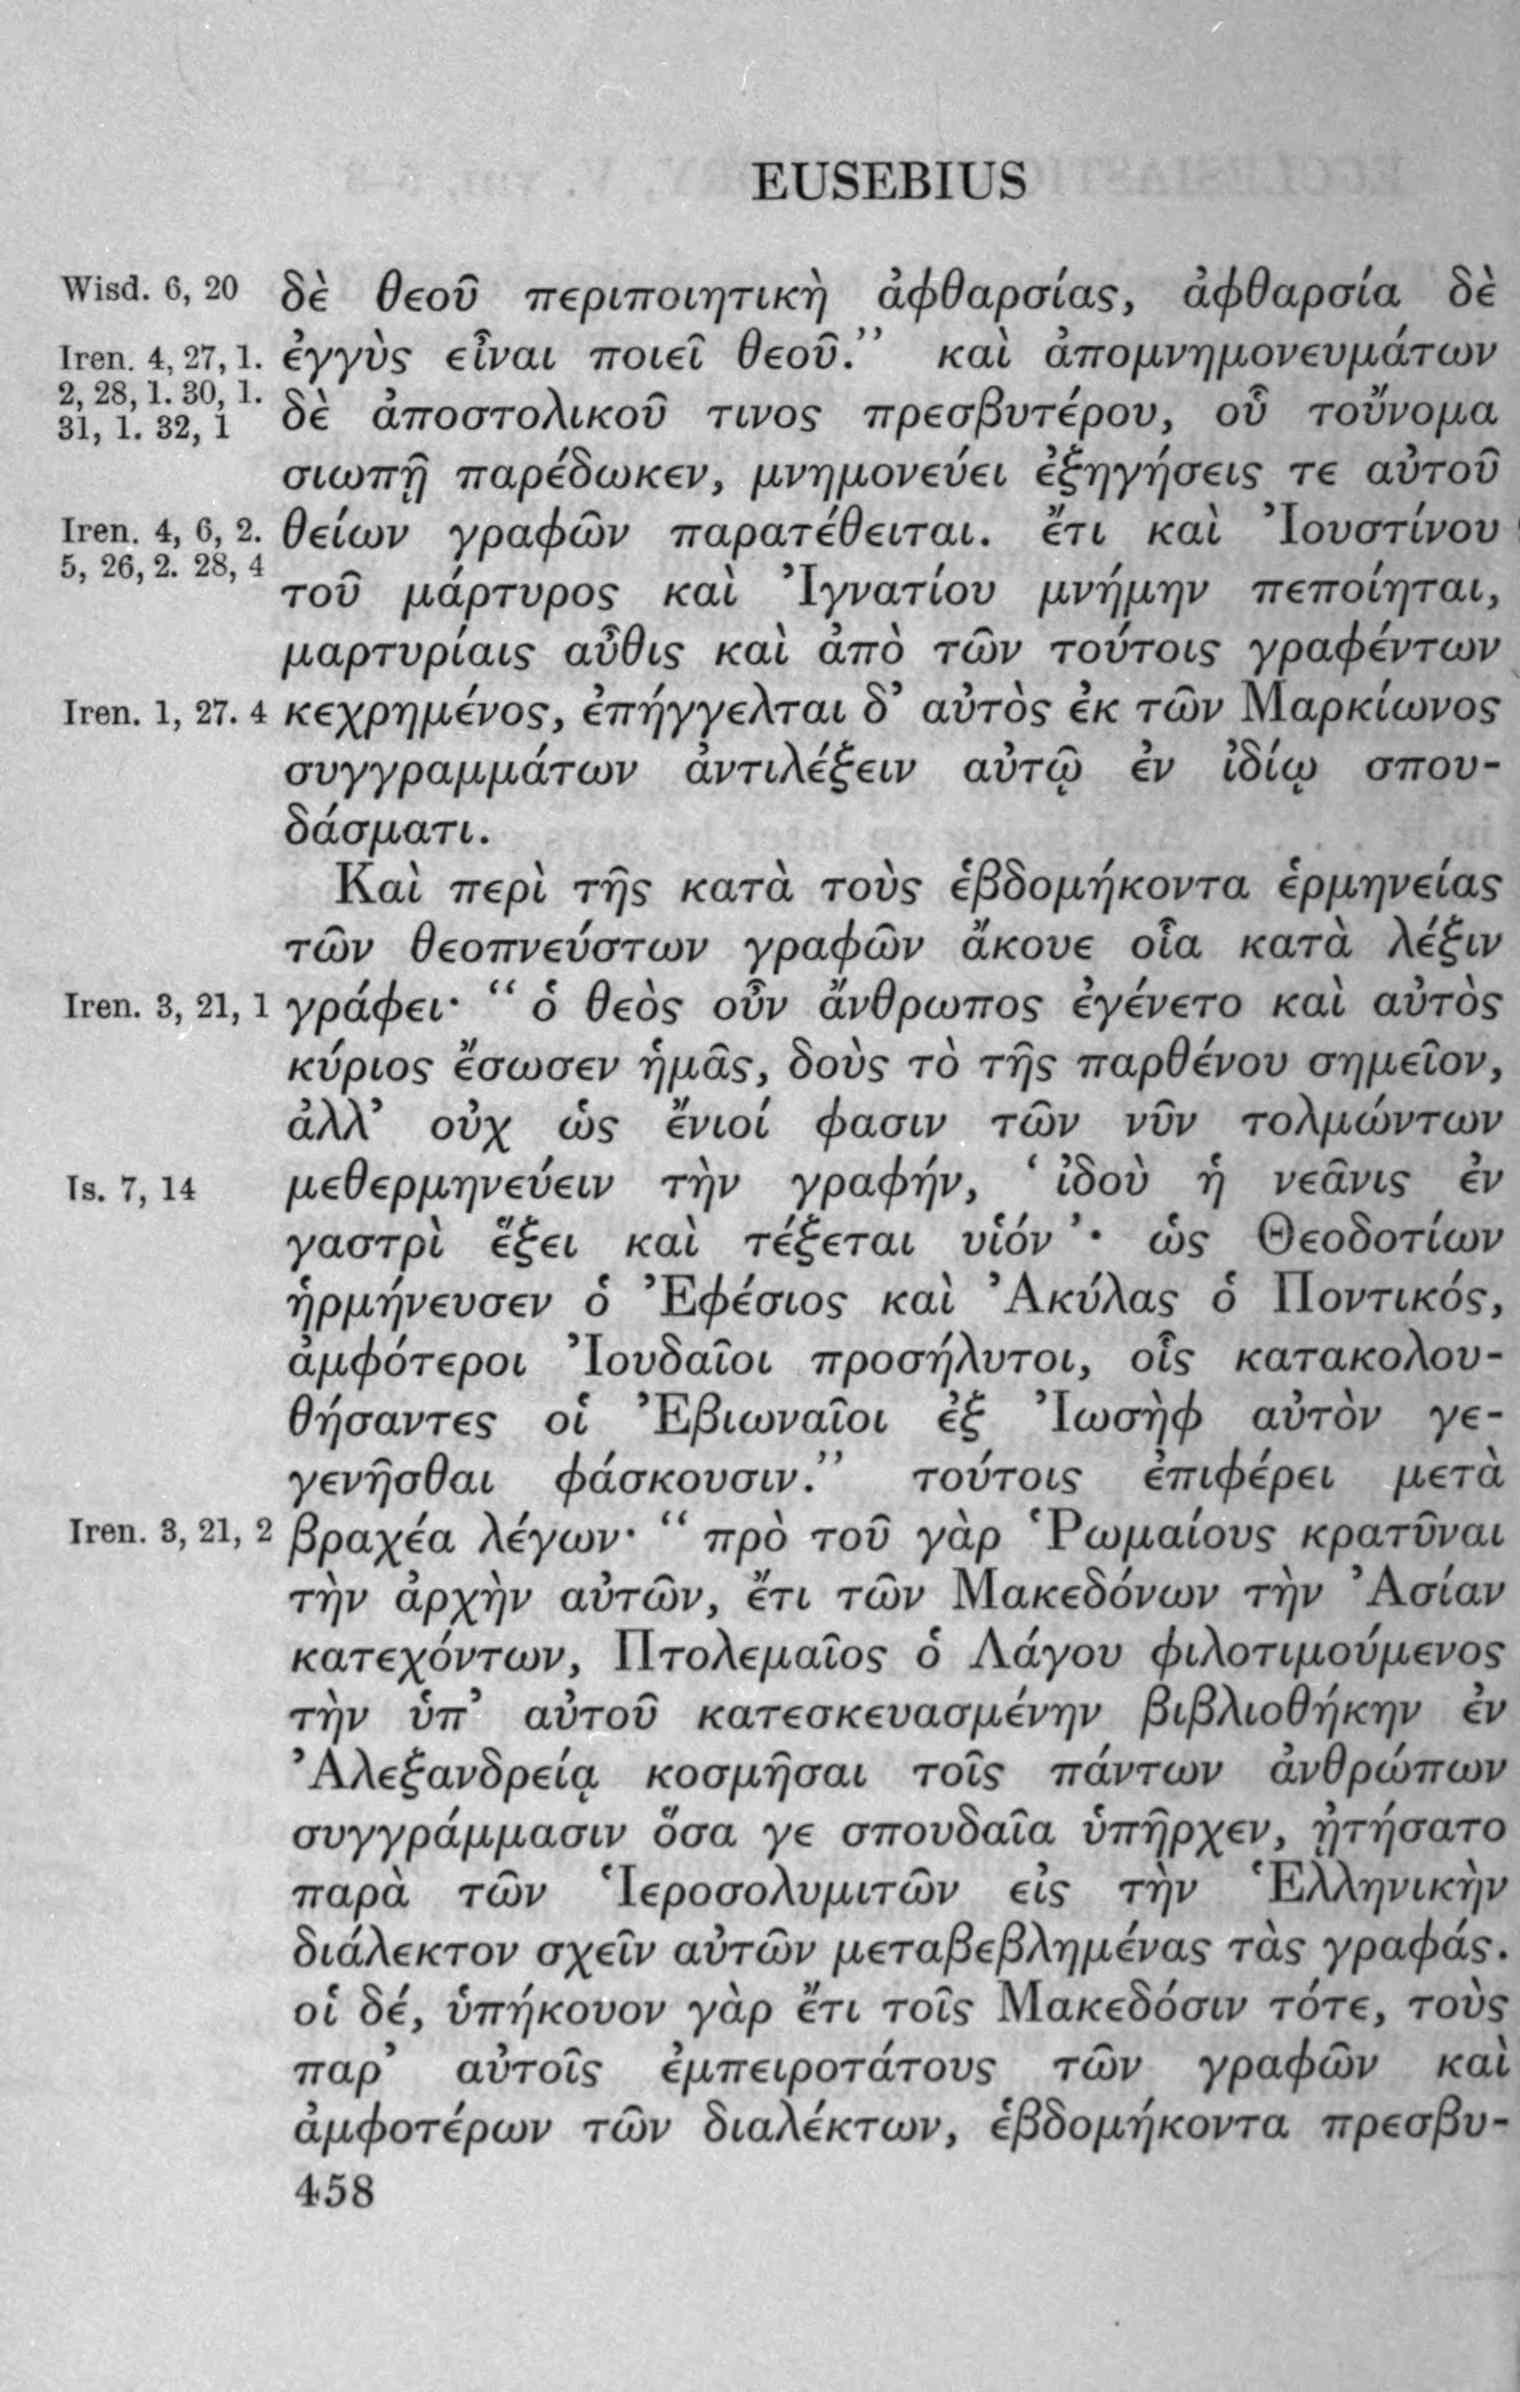 EUSEBIUS
Wisd. 6, 20 δὲ θεοῦ περιποιητικὴ ἀφθαρσίας, ἀφθαρσία δὲ
Iren. 4, 27, 1. ἐγγὺς εἶναι ποιεῖ θεοῦ.” καὶ ἀπομνημονευμάτων
2, 28, 1. 30, 1.
31, 1. 32, 1 δὲ ἀποστολικοῦ τινος πρεσβυτέρου, οὗ τοὔνομα
σιωπῇ παρέδωκεν, μνημονεύει ἐξηγήσεις τε αὐτοῦ
Iren. 4, 6, 2. θείων γραφῶν παρατέθειται. ἔτι καὶ Ἰουστίνου
5, 26, 2. 28, 4 τοῦ μάρτυρος καὶ Ἰγνατίου μνήμην πεποίηται,
μαρτυρίαις αὖθις καὶ ἀπὸ τῶν τούτοις γραφέντων
Iren. 1, 27. 4 κεχρημένος, ἐπήγγελται δ’ αὐτὸς ἐκ τῶν Μαρκίωνος
συγγραμμάτων ἀντιλέξειν αὐτῷ ἐν ἰδίῳ σπου-
δάσματι.
Καὶ περὶ τῆς κατὰ τοὺς ἑβδομήκοντα ἑρμηνείας
τῶν θεοπνεύστων γραφῶν ἄκουε οἷα κατὰ λέξιν
Iren. 3, 21, 1 γράφει· “ ὁ θεὸς οὖν ἄνθρωπος ἐγένετο καὶ αὐτὸς
κύριος ἔσωσεν ἡμᾶς, δοὺς τὸ τῆς παρθένου σημεῖον,
ἀλλ’ οὐχ ὡς ἔνιοί φασιν τῶν νῦν τολμώντων
Is. 7, 14 μεθερμηνεύειν τὴν γραφήν, ‘ ἰδοὺ ἡ νεᾶνις ἐν
γαστρὶ ἕξει καὶ τέξεται υἱόν ’· ὡς Θεοδοτίων
ἡρμήνευσεν ὁ Ἐφέσιος καὶ Ἀκύλας ὁ Ποντικός,
ἀμφότεροι Ἰουδαῖοι προσήλυτοι, οἷς κατακολου-
θήσαντες οἱ Ἐβιωναῖοι ἐξ Ἰωσὴφ αὐτὸν γε-
γενῆσθαι φάσκουσιν.” τούτοις ἐπιφέρει μετὰ
Iren. 3, 21, 2 βραχέα λέγων· “ πρὸ τοῦ γὰρ Ῥωμαίους κρατῦναι
τὴν ἀρχὴν αὐτῶν, ἔτι τῶν Μακεδόνων τὴν Ἀσίαν
κατεχόντων, Πτολεμαῖος ὁ Λάγου φιλοτιμούμενος
τὴν ὑπ’ αὐτοῦ κατεσκευασμένην βιβλιοθήκην ἐν
Ἀλεξανδρείᾳ κοσμῆσαι τοῖς πάντων ἀνθρώπων
συγγράμμασιν ὅσα γε σπουδαῖα ὑπῆρχεν, ᾐτήσατο
παρὰ τῶν Ἱεροσολυμιτῶν εἰς τὴν Ἑλληνικὴν
διάλεκτον σχεῖν αὐτῶν μεταβεβλημένας τὰς γραφάς.
οἱ δέ, ὑπήκουον γὰρ ἔτι τοῖς Μακεδόσιν τότε, τοὺς
παρ’ αὐτοῖς ἐμπειροτάτους τῶν γραφῶν καὶ
ἀμφοτέρων τῶν διαλέκτων, ἑβδομήκοντα πρεσβυ-
458